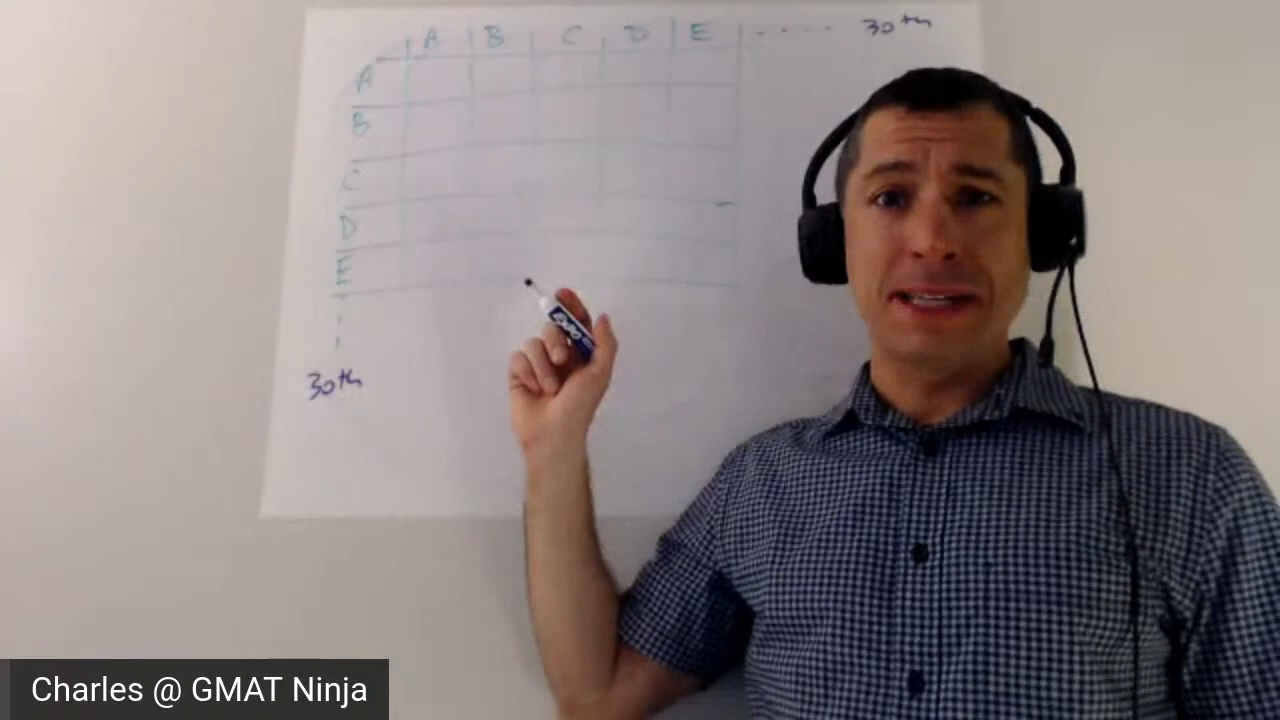 A B C D E ---- 30th
A
B
C
D
E
30th
EXPO
Charles @ GMAT Ninja